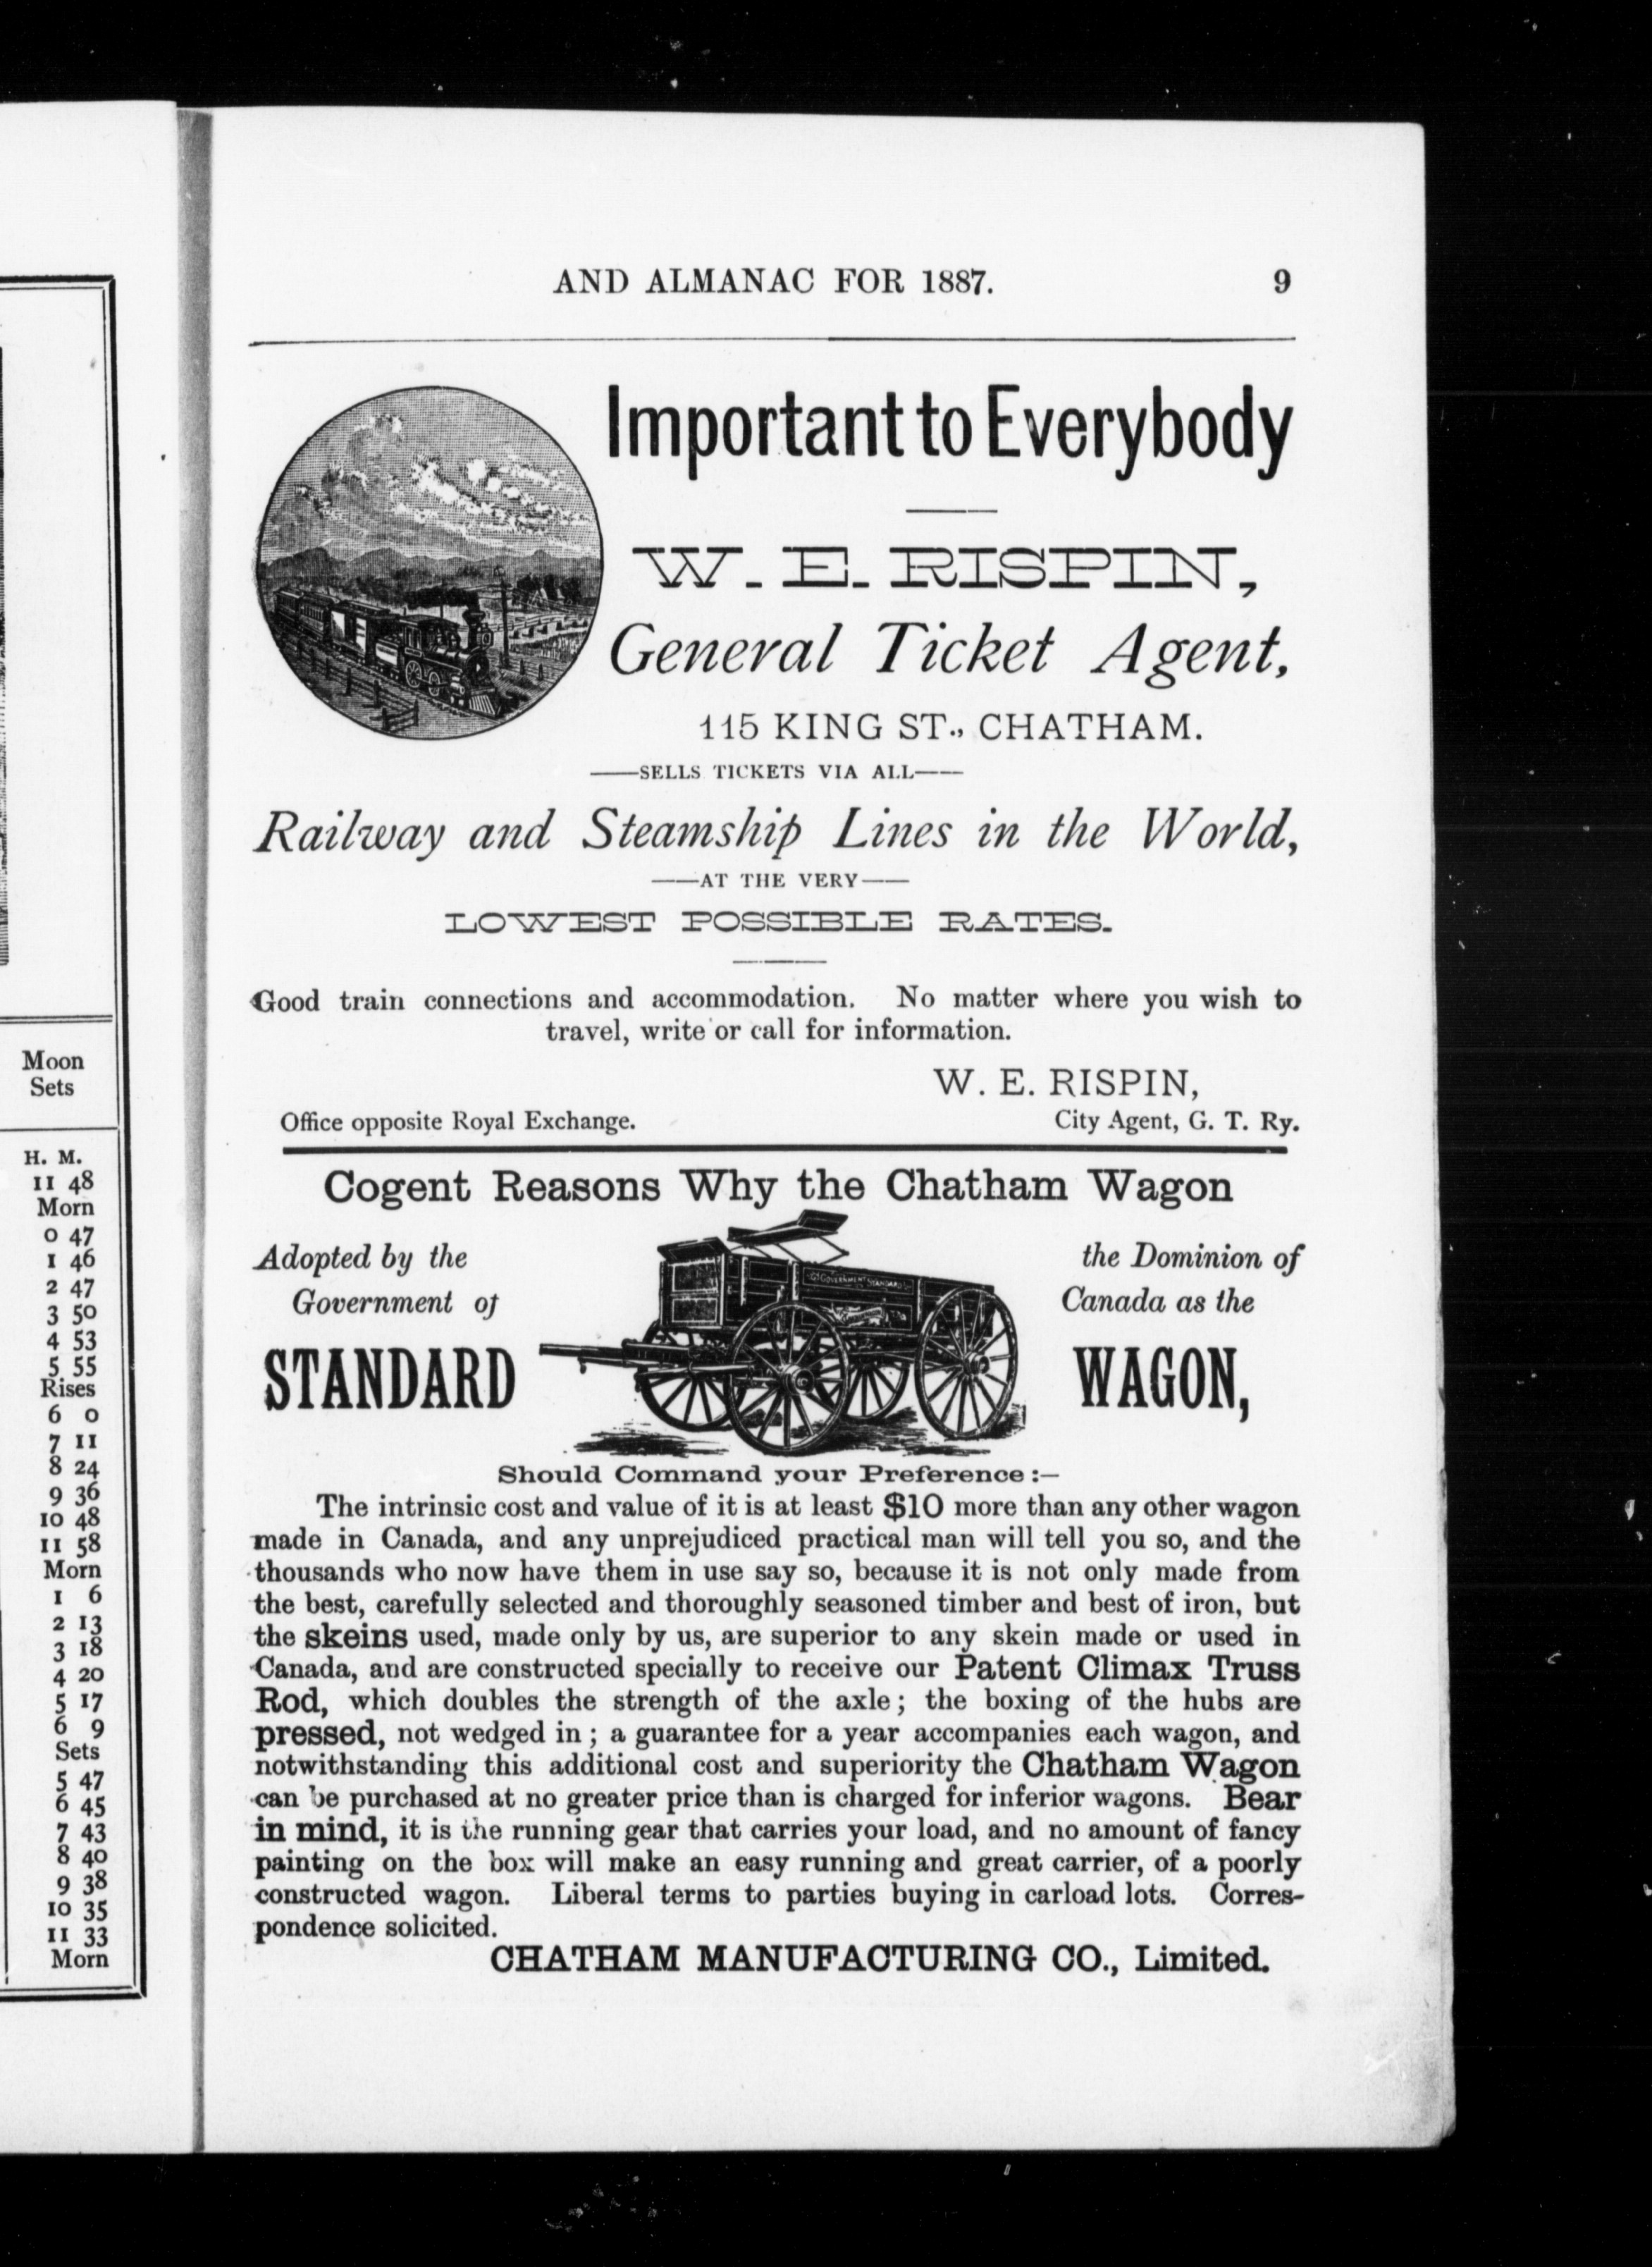 Moon
Sets
H. M.
11 48
Morn
0 47
1 46
2 47
3 50
4 53
5 55
Rises
6 0
7 11
8 24
9 36
10 48
11 58
Morn
1 6
2 13
3 18
4 20
5 17
6 9
Sets
5 47
6 45
7 43
8 40
9 38
10 35
11 33
Morn
AND ALMANAC FOR 1887. 9
Important to Everybody
W. E. RISPIN,
General Ticket Agent,
115 KING ST., CHATHAM.
——SELLS TICKETS VIA ALL——
Railway and Steamship Lines in the World,
——AT THE VERY——
LOWEST POSSIBLE RATES.
Good train connections and accommodation. No matter where you wish to
travel, write or call for information.
W. E. RISPIN,
Office opposite Royal Exchange. City Agent, G. T. Ry.
Cogent Reasons Why the Chatham Wagon
Adopted by the the Dominion of
Government of Canada as the
GOVERNMENT STANDARD
STANDARD WAGON,
Should Command your Preference :—
The intrinsic cost and value of it is at least $10 more than any other wagon
made in Canada, and any unprejudiced practical man will tell you so, and the
thousands who now have them in use say so, because it is not only made from
the best, carefully selected and thoroughly seasoned timber and best of iron, but
the skeins used, made only by us, are superior to any skein made or used in
Canada, and are constructed specially to receive our Patent Climax Truss
Rod, which doubles the strength of the axle ; the boxing of the hubs are
pressed, not wedged in ; a guarantee for a year accompanies each wagon, and
notwithstanding this additional cost and superiority the Chatham Wagon
can be purchased at no greater price than is charged for inferior wagons. Bear
in mind, it is the running gear that carries your load, and no amount of fancy
painting on the box will make an easy running and great carrier, of a poorly
constructed wagon. Liberal terms to parties buying in carload lots. Corres-
pondence solicited.
CHATHAM MANUFACTURING CO., Limited.